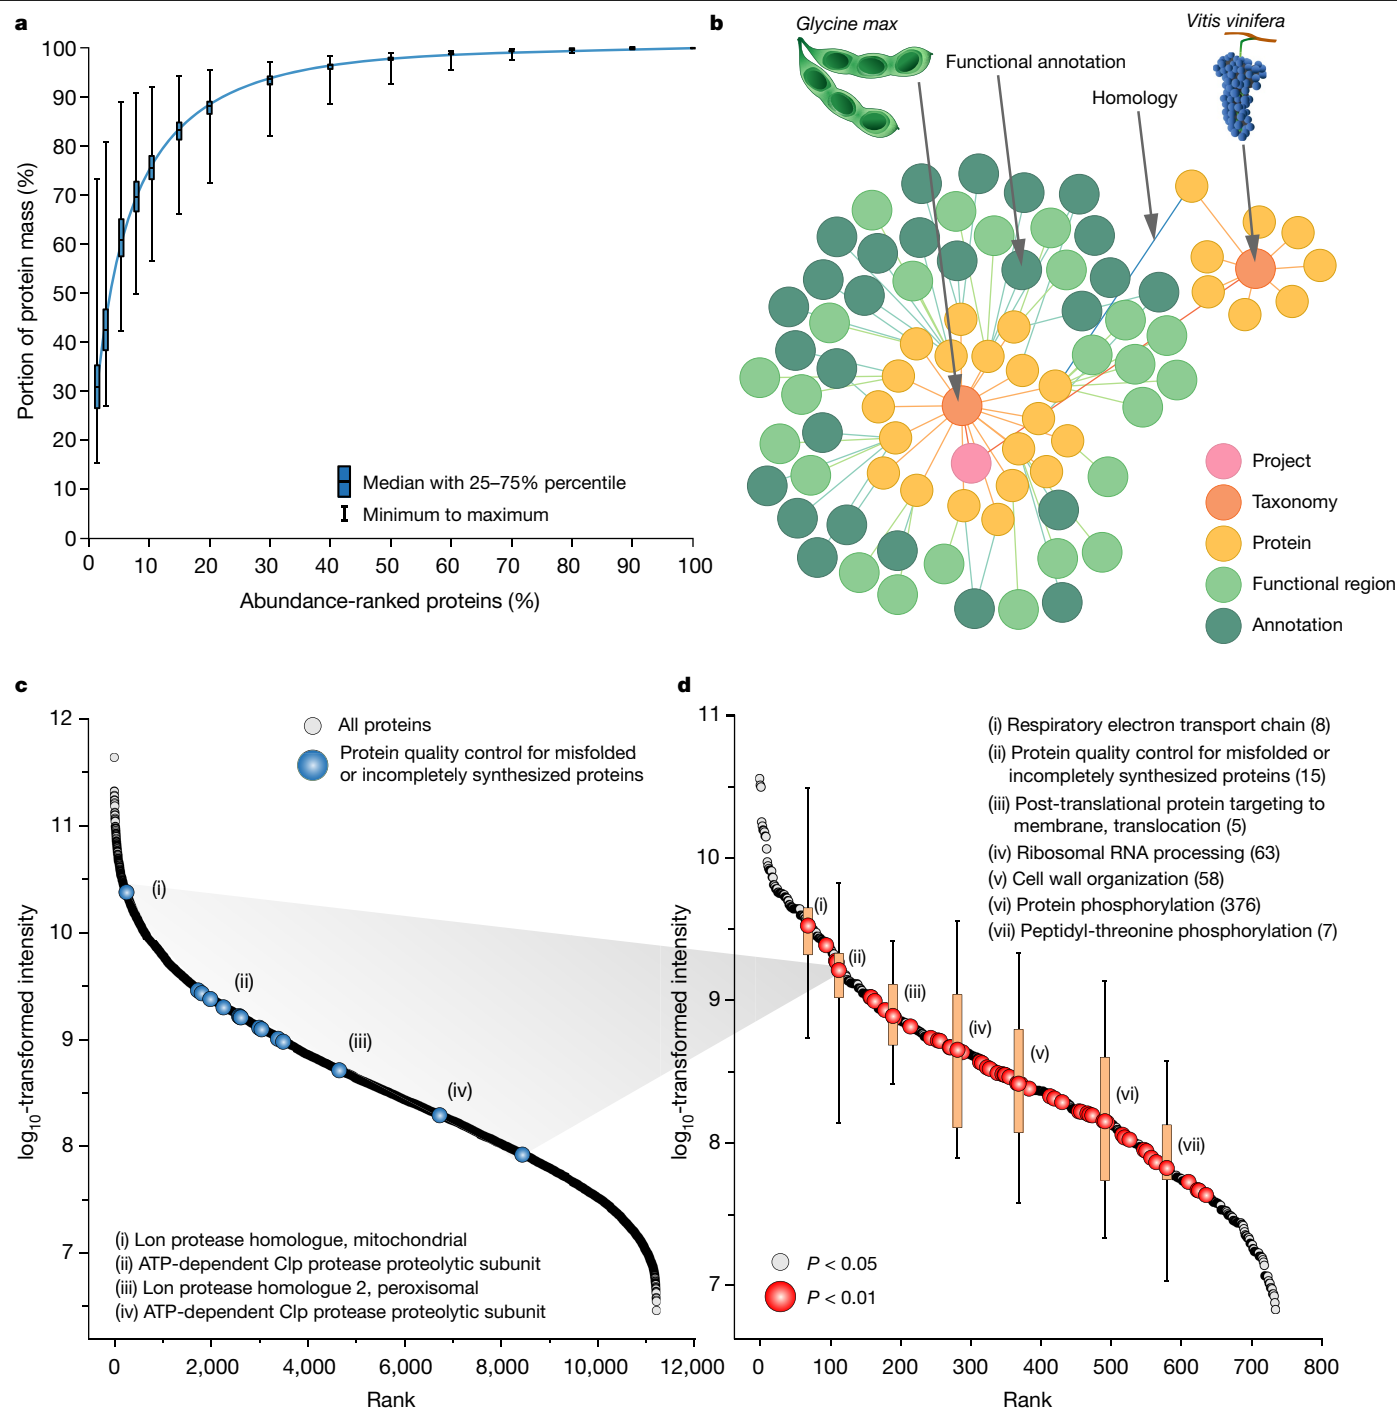 a
100
90
80
70
60
50
40
30
20
10
0
Portion of protein mass (%)
Median with 25–75% percentile
Minimum to maximum
0 10 20 30 40 50 60 70 80 90 100
Abundance-ranked proteins (%)
b
Glycine max
Vitis vinifera
Functional annotation
Homology
Project
Taxonomy
Protein
Functional region
Annotation
c
12
11
10
9
8
7
log10-transformed intensity
All proteins
Protein quality control for misfolded
or incompletely synthesized proteins
(i)
(ii)
(iii)
(iv)
(i) Lon protease homologue, mitochondrial
(ii) ATP-dependent Clp protease proteolytic subunit
(iii) Lon protease homologue 2, peroxisomal
(iv) ATP-dependent Clp protease proteolytic subunit
0 2,000 4,000 6,000 8,000 10,000 12,000
Rank
d
11
10
9
8
7
log10-transformed intensity
(i) Respiratory electron transport chain (8)
(ii) Protein quality control for misfolded or
incompletely synthesized proteins (15)
(iii) Post-translational protein targeting to
membrane, translocation (5)
(iv) Ribosomal RNA processing (63)
(v) Cell wall organization (58)
(vi) Protein phosphorylation (376)
(vii) Peptidyl-threonine phosphorylation (7)
(i)
(ii)
(iii)
(iv)
(v)
(vi)
(vii)
P < 0.05
P < 0.01
0 100 200 300 400 500 600 700 800
Rank